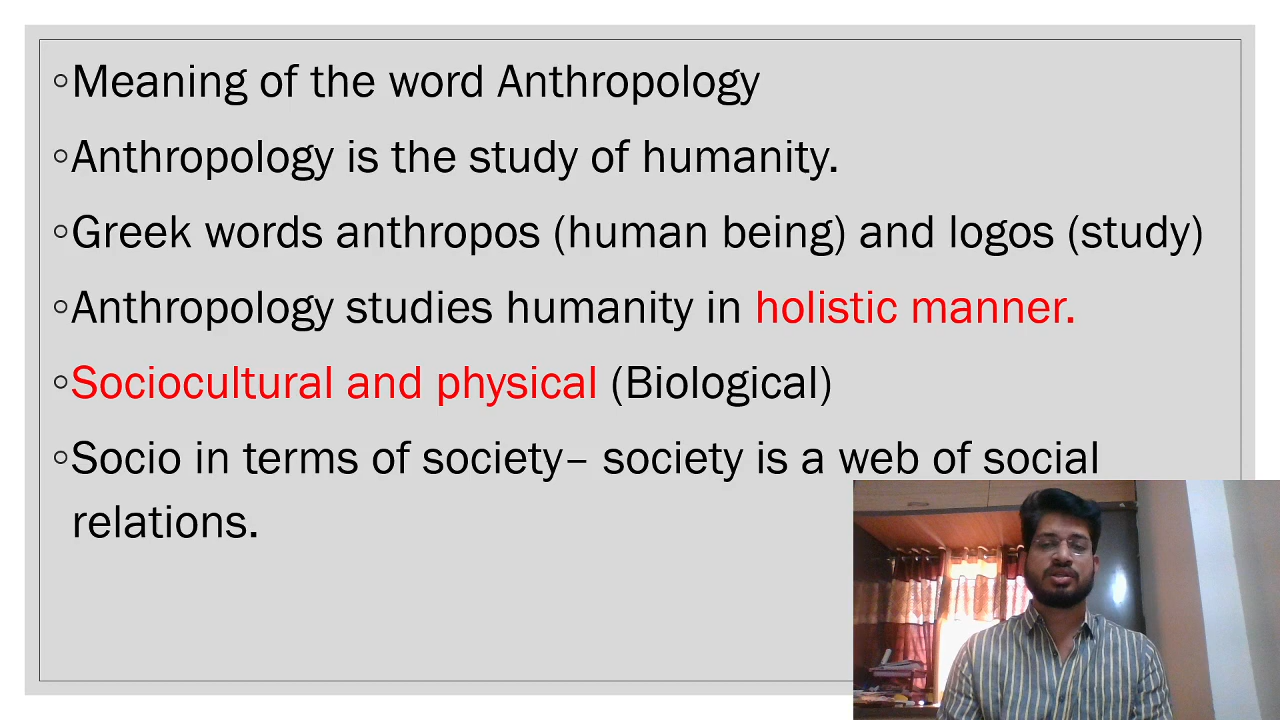 ◦Meaning of the word Anthropology
◦Anthropology is the study of humanity.
◦Greek words anthropos (human being) and logos (study)
◦Anthropology studies humanity in holistic manner.
◦Sociocultural and physical (Biological)
◦Socio in terms of society– society is a web of social
relations.